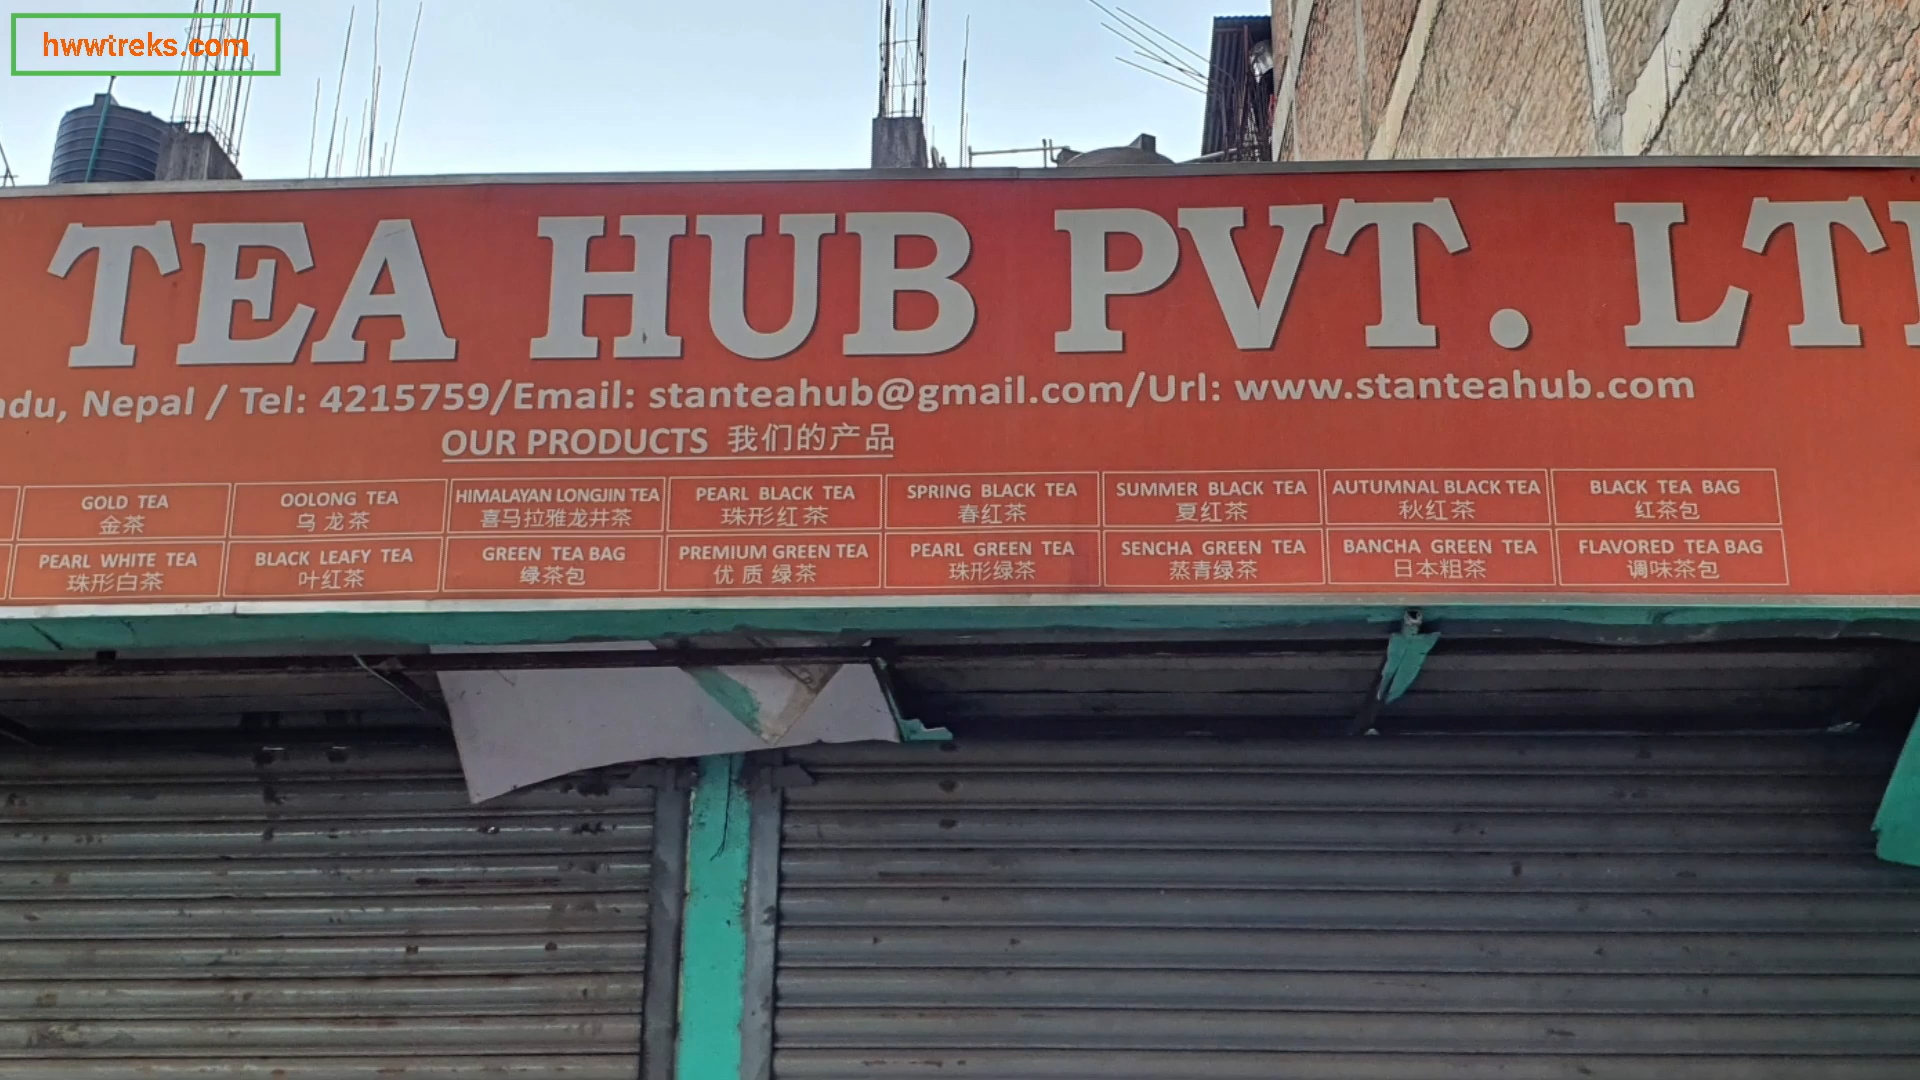 hwwtreks.com
TEA HUB PVT. LT
ndu, Nepal / Tel: 4215759/Email: stanteahub@gmail.com/Url: www.stanteahub.com
OUR PRODUCTS 我们的产品
GOLD TEA
金茶
OOLONG TEA
乌龙茶
HIMALAYAN LONGJIN TEA
喜马拉雅龙井茶
PEARL BLACK TEA
珠形红茶
SPRING BLACK TEA
春红茶
SUMMER BLACK TEA
夏红茶
AUTUMNAL BLACK TEA
秋红茶
BLACK TEA BAG
红茶包
PEARL WHITE TEA
珠形白茶
BLACK LEAFY TEA
叶红茶
GREEN TEA BAG
绿茶包
PREMIUM GREEN TEA
优质绿茶
PEARL GREEN TEA
珠形绿茶
SENCHA GREEN TEA
蒸青绿茶
BANCHA GREEN TEA
日本粗茶
FLAVORED TEA BAG
调味茶包